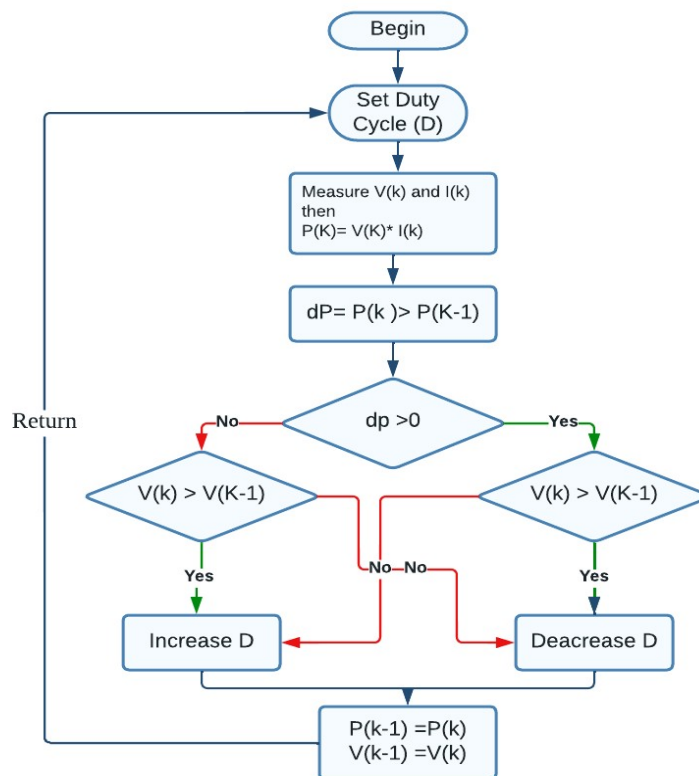 Begin
Set Duty
Cycle (D)
Measure V(k) and I(k)
then
P(K)= V(K)* I(k)
dP= P(k )> P(K-1)
Return
No
dp >0
Yes
V(k) > V(K-1)
V(k) > V(K-1)
Yes
No
No
Yes
Increase D
Deacrease D
P(k-1) =P(k)
V(k-1) =V(k)